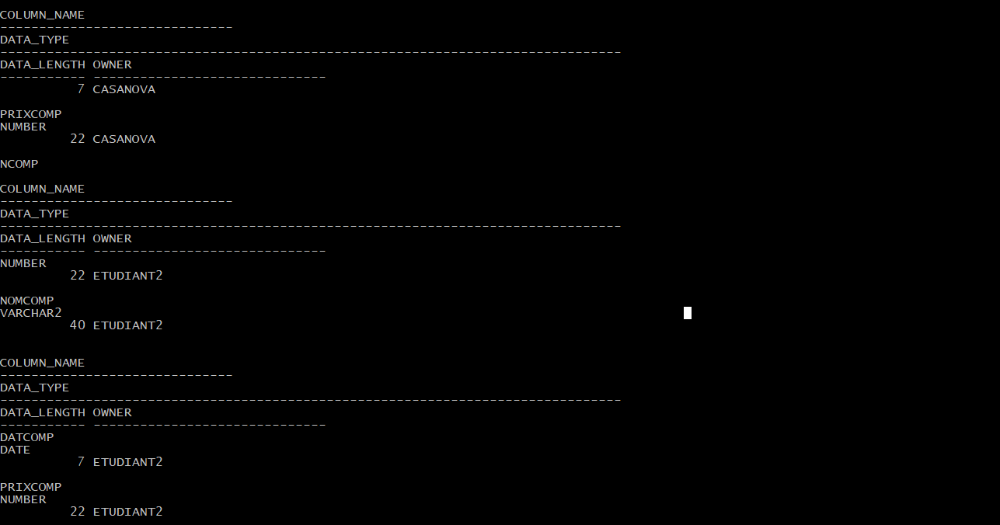 COLUMN_NAME
------------------------------
DATA_TYPE
--------------------------------------------------------------------------------
DATA_LENGTH OWNER
----------- ------------------------------
          7 CASANOVA

PRIXCOMP
NUMBER
         22 CASANOVA

NCOMP

COLUMN_NAME
------------------------------
DATA_TYPE
--------------------------------------------------------------------------------
DATA_LENGTH OWNER
----------- ------------------------------
NUMBER
         22 ETUDIANT2

NOMCOMP
VARCHAR2
         40 ETUDIANT2


COLUMN_NAME
------------------------------
DATA_TYPE
--------------------------------------------------------------------------------
DATA_LENGTH OWNER
----------- ------------------------------
DATCOMP
DATE
          7 ETUDIANT2

PRIXCOMP
NUMBER
         22 ETUDIANT2